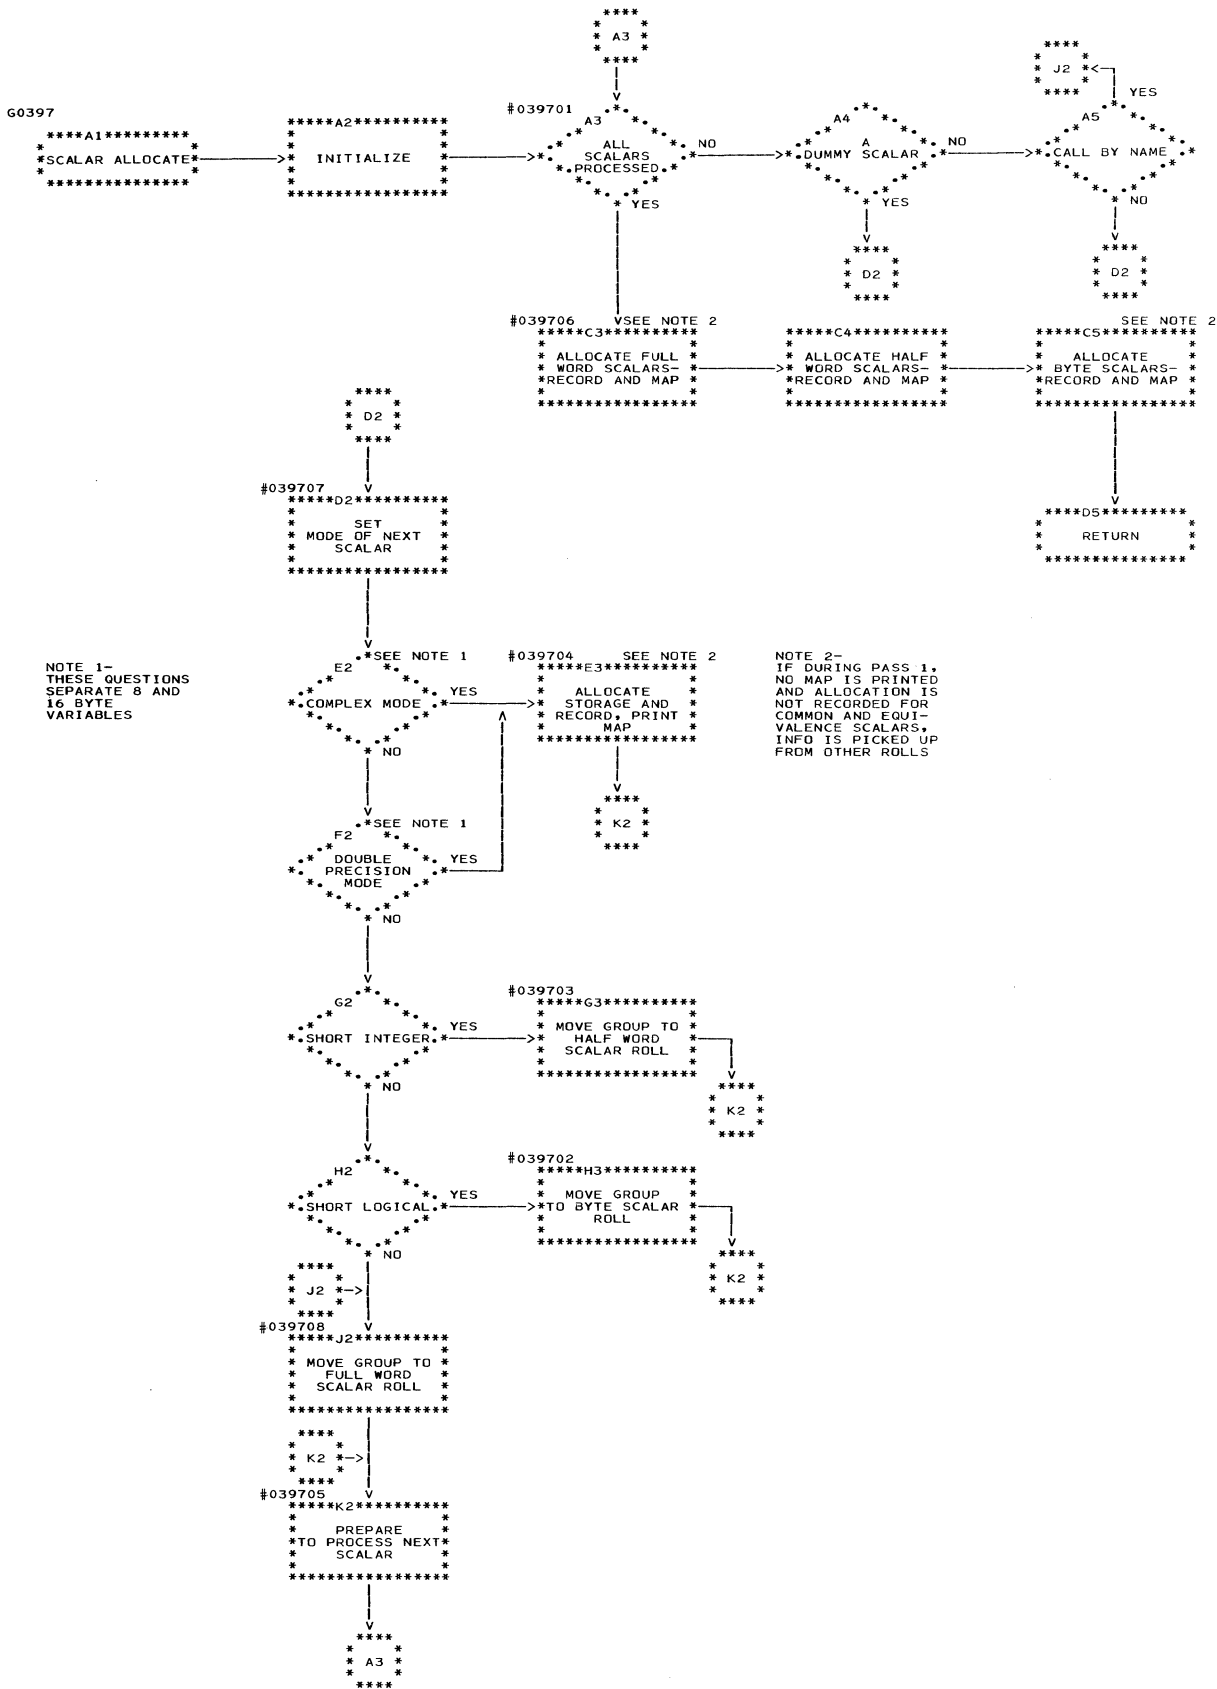 A3
J2
YES
G0397
A1
SCALAR ALLOCATE
A2
INITIALIZE
#039701
A3
ALL
SCALARS
PROCESSED
NO
YES
A4
A
DUMMY SCALAR
NO
YES
A5
CALL BY NAME
NO
D2
D2
#039706
SEE NOTE 2
C3
ALLOCATE FULL
WORD SCALARS-
RECORD AND MAP
C4
ALLOCATE HALF
WORD SCALARS-
RECORD AND MAP
SEE NOTE 2
C5
ALLOCATE
BYTE SCALARS-
RECORD AND MAP
D2
#039707
D2
SET
MODE OF NEXT
SCALAR
D5
RETURN
NOTE 1-
THESE QUESTIONS
SEPARATE 8 AND
16 BYTE
VARIABLES
SEE NOTE 1
E2
COMPLEX MODE
YES
NO
#039704
SEE NOTE 2
E3
ALLOCATE
STORAGE AND
RECORD, PRINT
MAP
K2
NOTE 2-
IF DURING PASS 1,
NO MAP IS PRINTED
AND ALLOCATION IS
NOT RECORDED FOR
COMMON AND EQUI-
VALENCE SCALARS,
INFO IS PICKED UP
FROM OTHER ROLLS
SEE NOTE 1
F2
DOUBLE
PRECISION
MODE
YES
NO
G2
SHORT INTEGER
YES
NO
#039703
G3
MOVE GROUP TO
HALF WORD
SCALAR ROLL
K2
H2
SHORT LOGICAL
YES
NO
#039702
H3
MOVE GROUP
TO BYTE SCALAR
ROLL
K2
J2
#039708
J2
MOVE GROUP TO
FULL WORD
SCALAR ROLL
K2
#039705
K2
PREPARE
TO PROCESS NEXT
SCALAR
A3